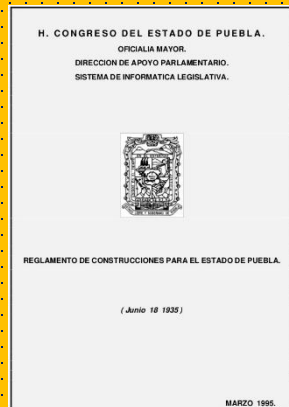 H. CONGRESO DEL ESTADO DE PUEBLA.
OFICIALIA MAYOR.
DIRECCION DE APOYO PARLAMENTARIO.
SISTEMA DE INFORMATICA LEGISLATIVA.
REGLAMENTO DE CONSTRUCCIONES PARA EL ESTADO DE PUEBLA.
( Junio 18 1935 )
MARZO 1995.